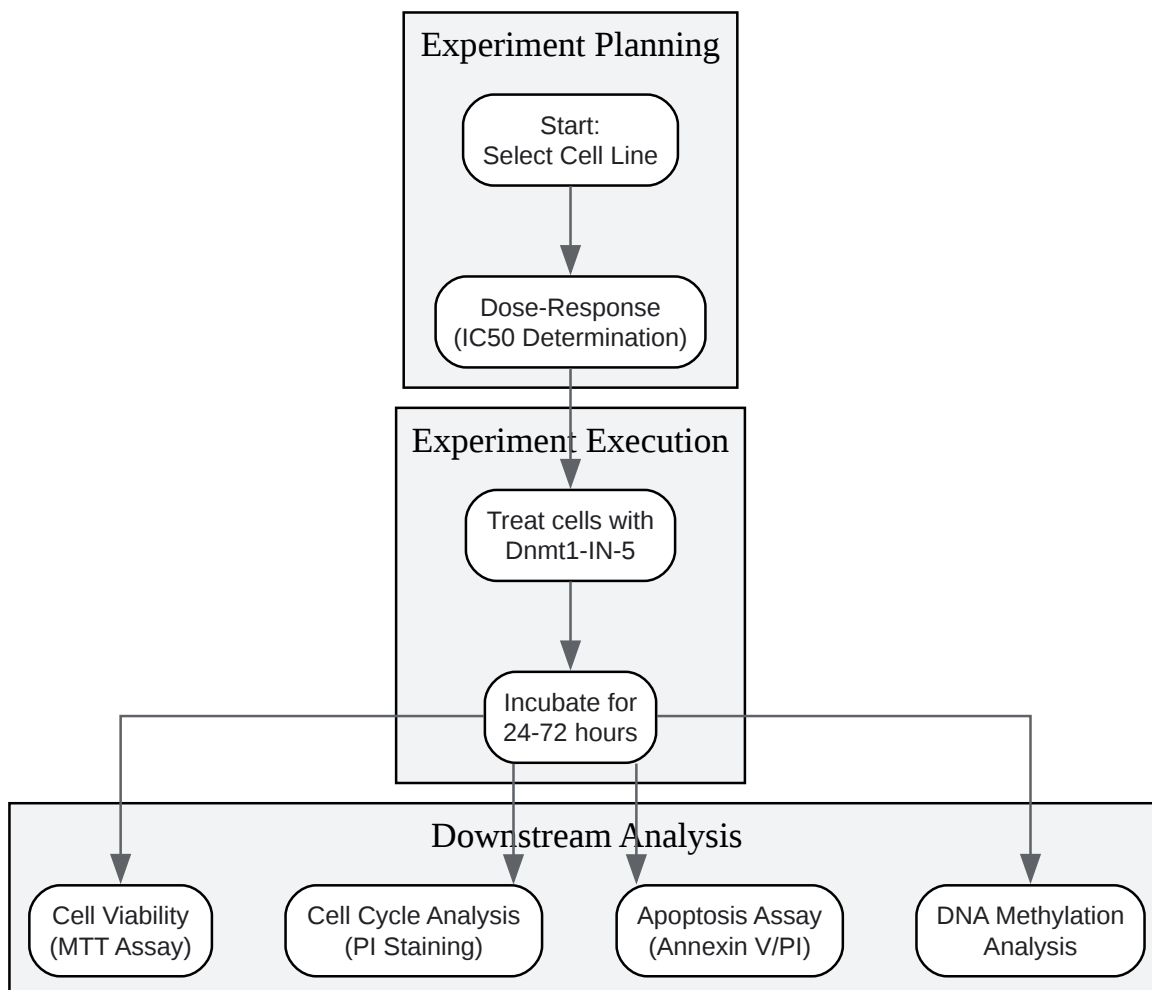 Experiment Planning
Start:
Select Cell Line
Dose-Response
(IC50 Determination)
Experiment Execution
Treat cells with
Dnmt1-IN-5
Incubate for
24-72 hours
Downstream Analysis
Cell Viability
(MTT Assay)
Cell Cycle Analysis
(PI Staining)
Apoptosis Assay
(Annexin V/PI)
DNA Methylation
Analysis